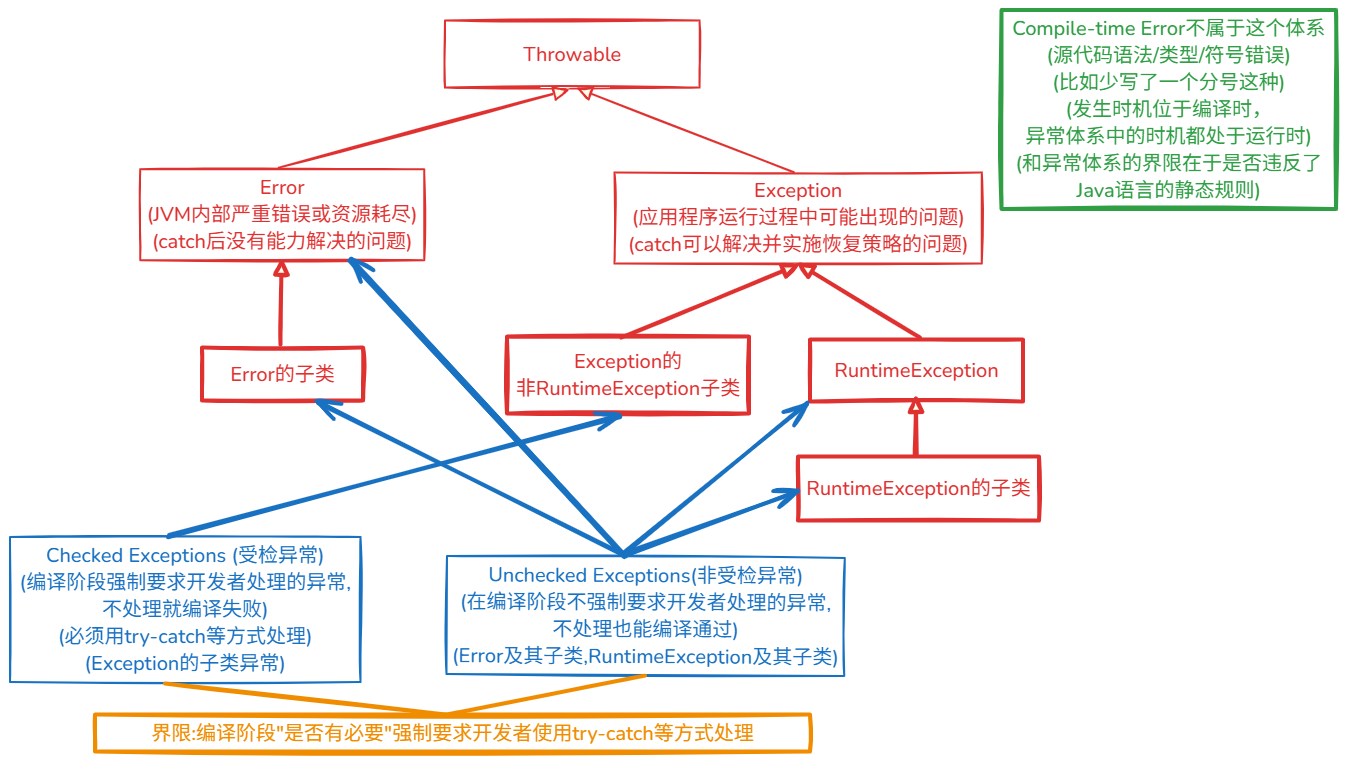 Throwable
Compile-time Error不属于这个体系
(源代码语法/类型/符号错误)
(比如少写了一个分号这种)
(发生时机位于编译时，
异常体系中的时机都处于运行时)
(和异常体系的界限在于是否违反了
Java语言的静态规则)
Error
(JVM内部严重错误或资源耗尽)
(catch后没有能力解决的问题)
Exception
(应用程序运行过程中可能出现的问题)
(catch可以解决并实施恢复策略的问题)
Error的子类
Exception的
非RuntimeException子类
RuntimeException
RuntimeException的子类
Checked Exceptions (受检异常)
(编译阶段强制要求开发者处理的异常,
不处理就编译失败)
(必须用try-catch等方式处理)
(Exception的子类异常)
Unchecked Exceptions(非受检异常)
(在编译阶段不强制要求开发者处理的异常,
不处理也能编译通过)
(Error及其子类,RuntimeException及其子类)
界限:编译阶段"是否有必要"强制要求开发者使用try-catch等方式处理